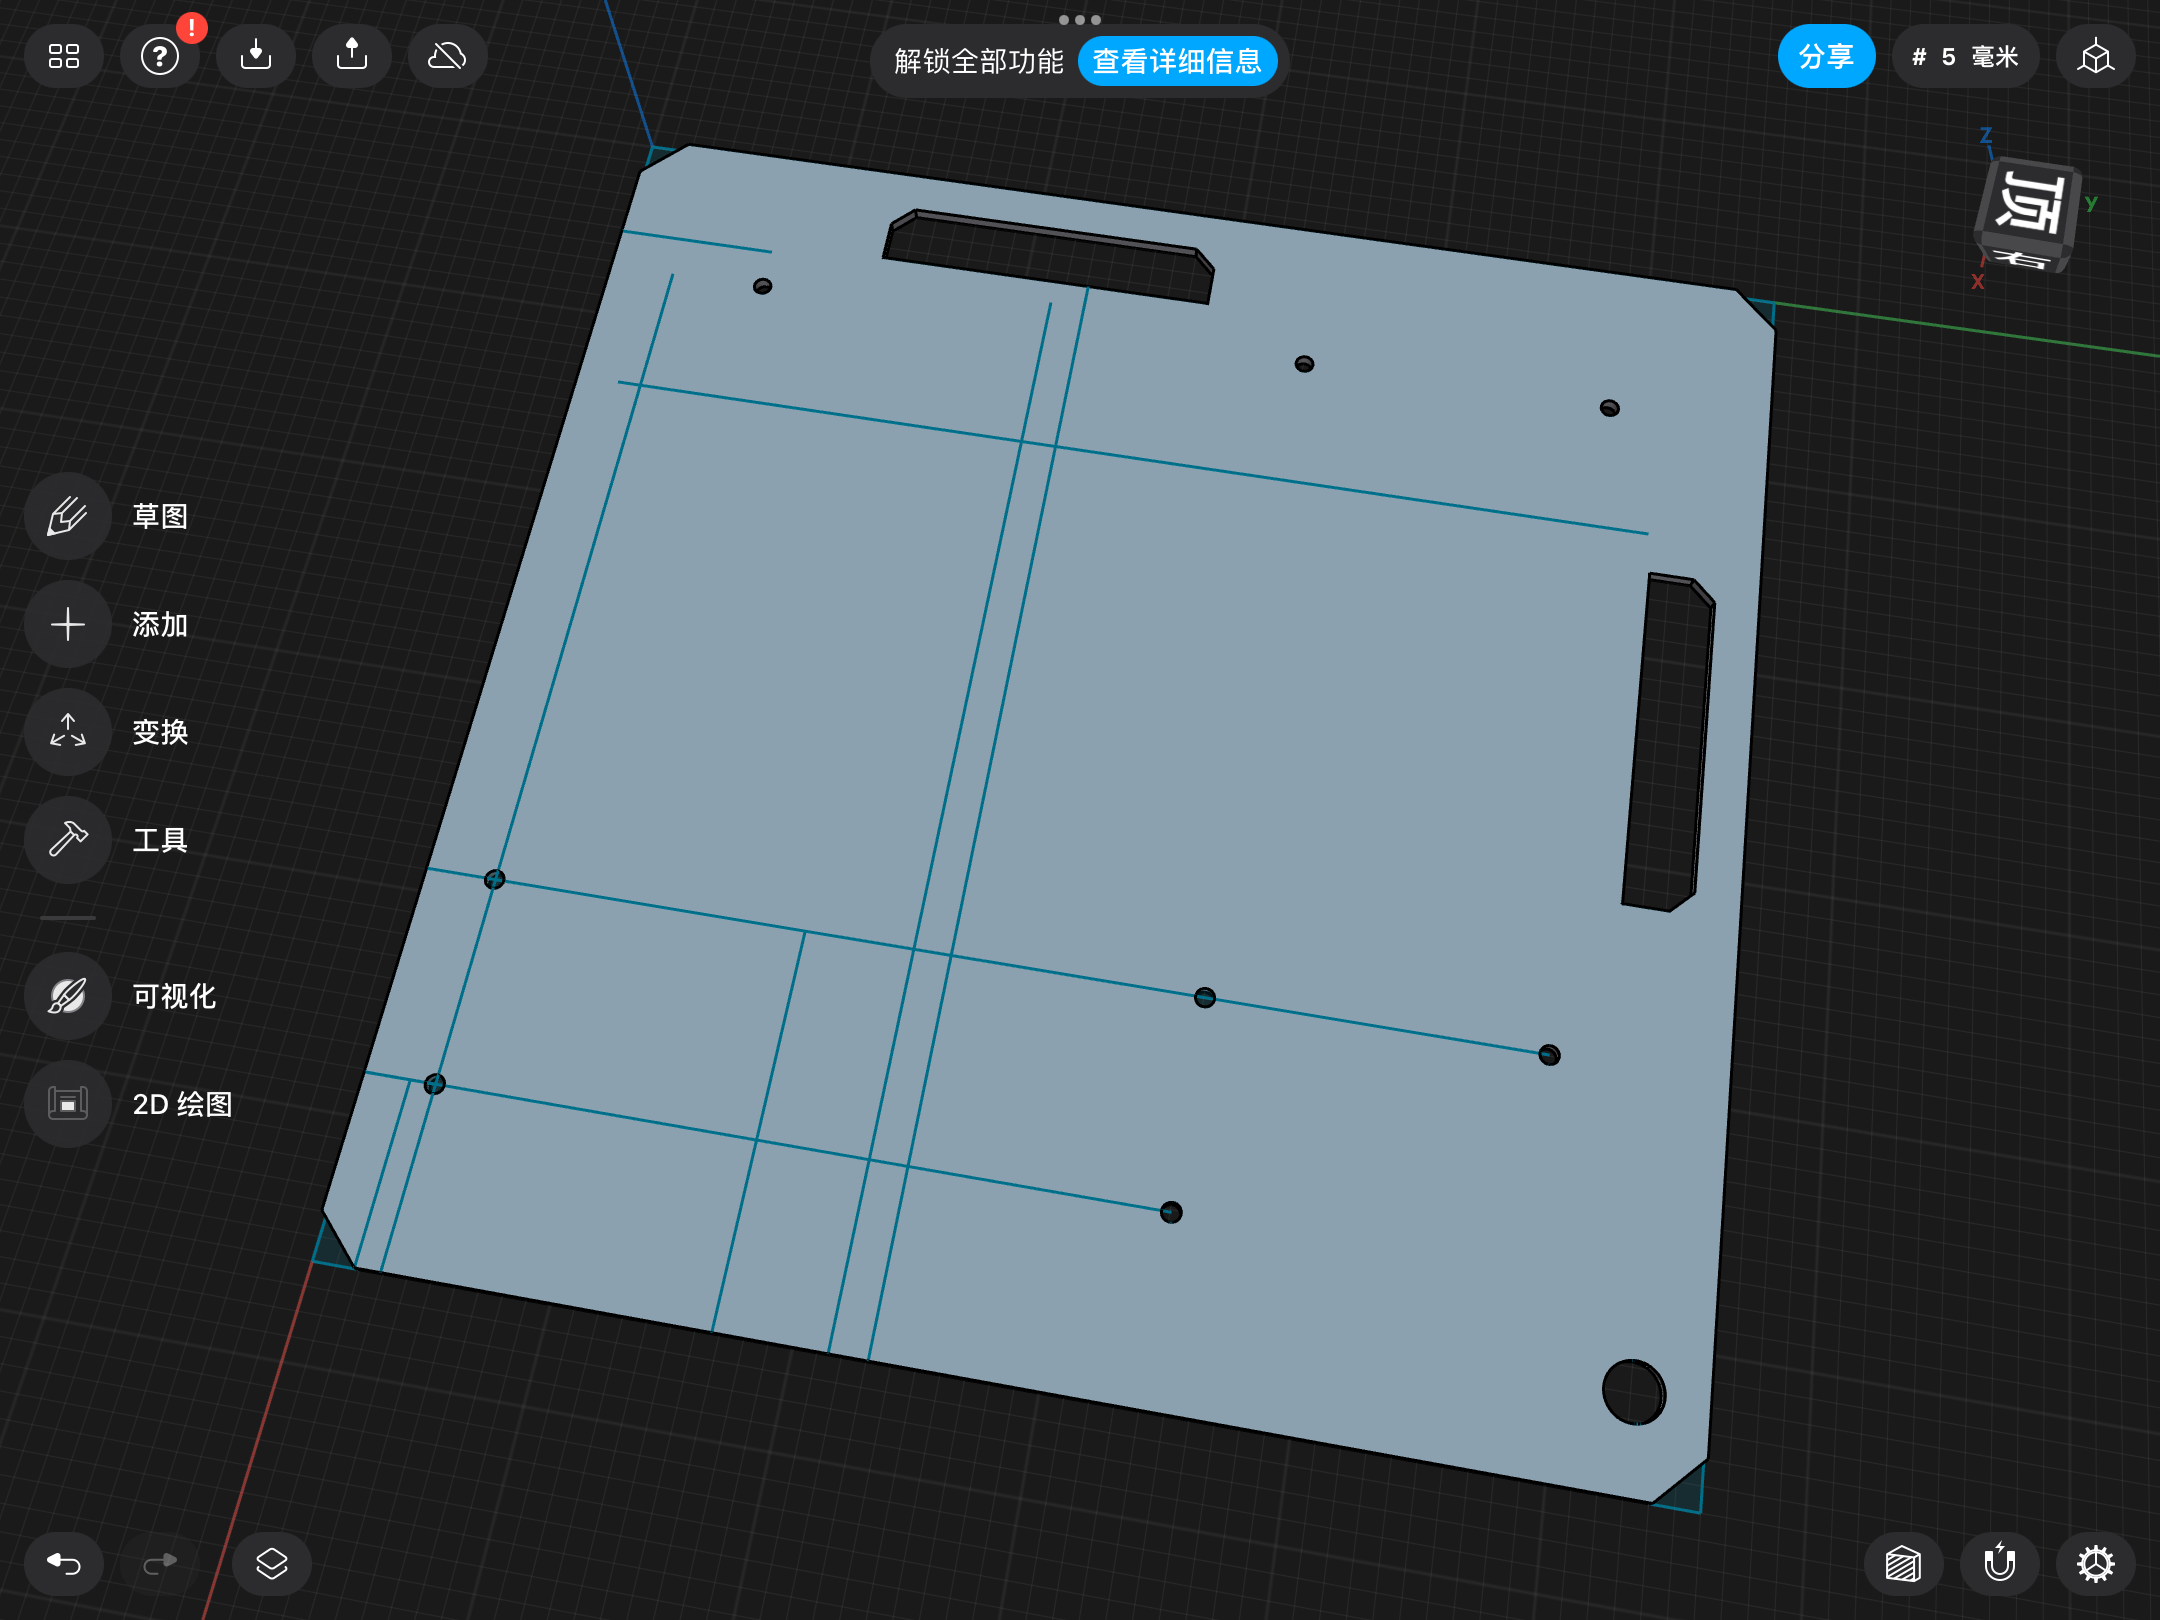 解锁全部功能 查看详细信息
分享
# 5 毫米
Z
顶
y
右
X
草图
添加
变换
工具
可视化
2D 绘图